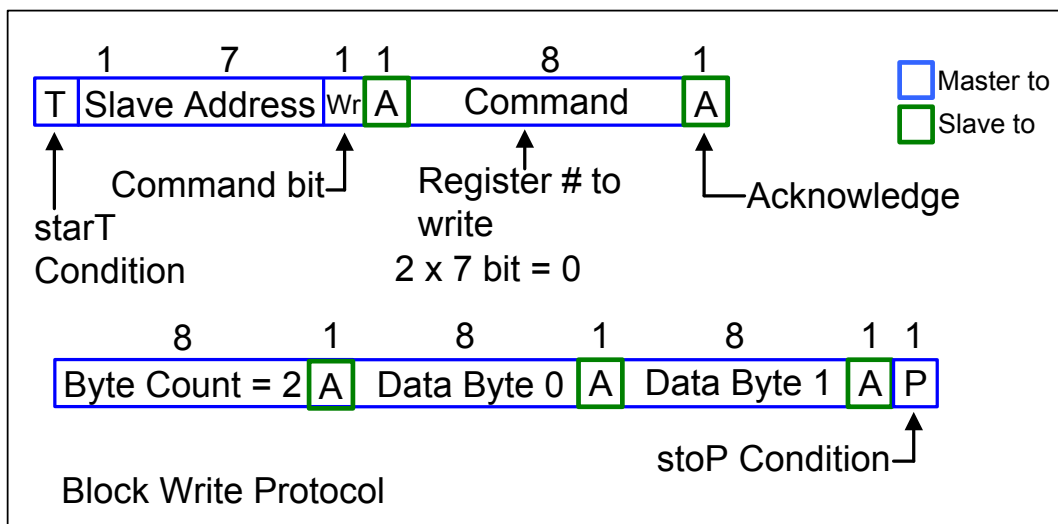 1 7 1 1 8 1
T Slave Address Wr A Command A
Master to
Slave to
Command bit
Register # to
write
Acknowledge
starT
Condition
2 x 7 bit = 0
8 1 8 1 8 1 1
Byte Count = 2 A Data Byte 0 A Data Byte 1 A P
stoP Condition
Block Write Protocol